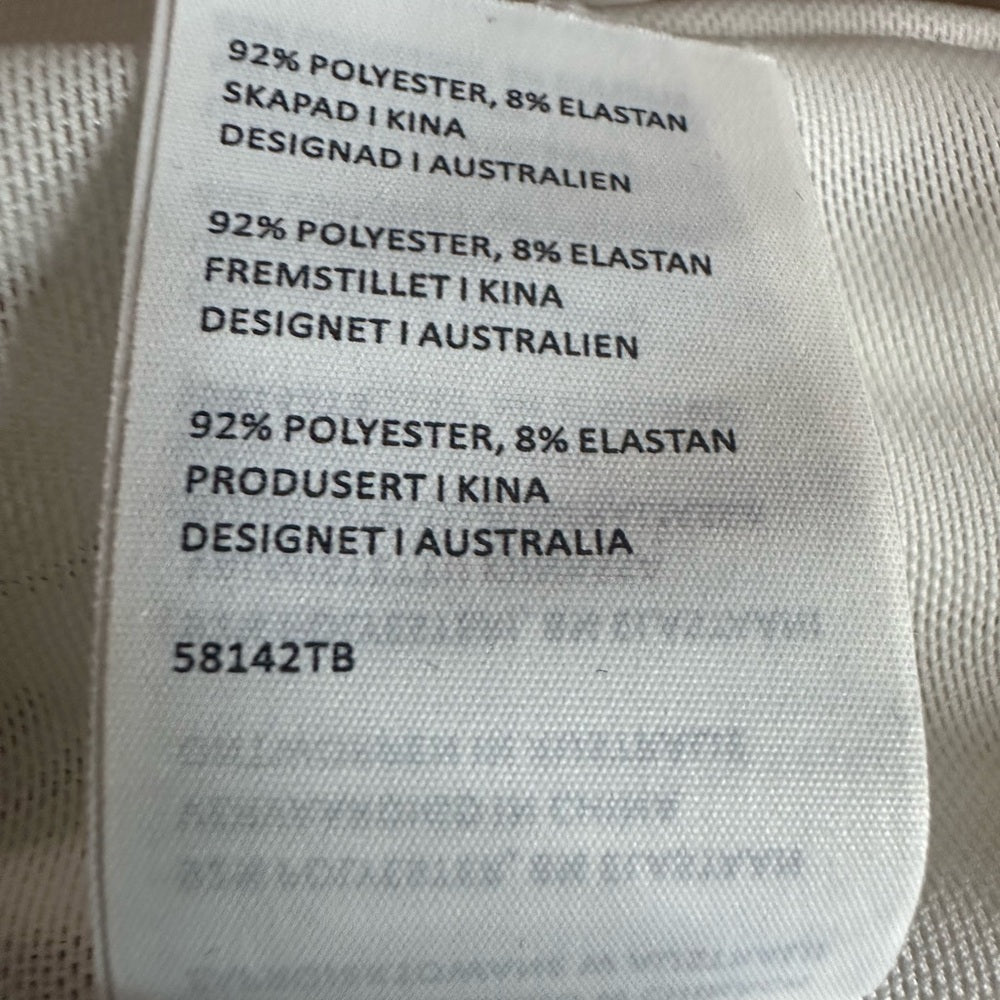 92% POLYESTER, 8% ELASTAN
SKAPAD I KINA
DESIGNAD I AUSTRALIEN
92% POLYESTER, 8% ELASTAN
FREMSTILLET I KINA
DESIGNET I AUSTRALIEN
92% POLYESTER, 8% ELASTAN
PRODUSERT I KINA
DESIGNET I AUSTRALIA
58142TB